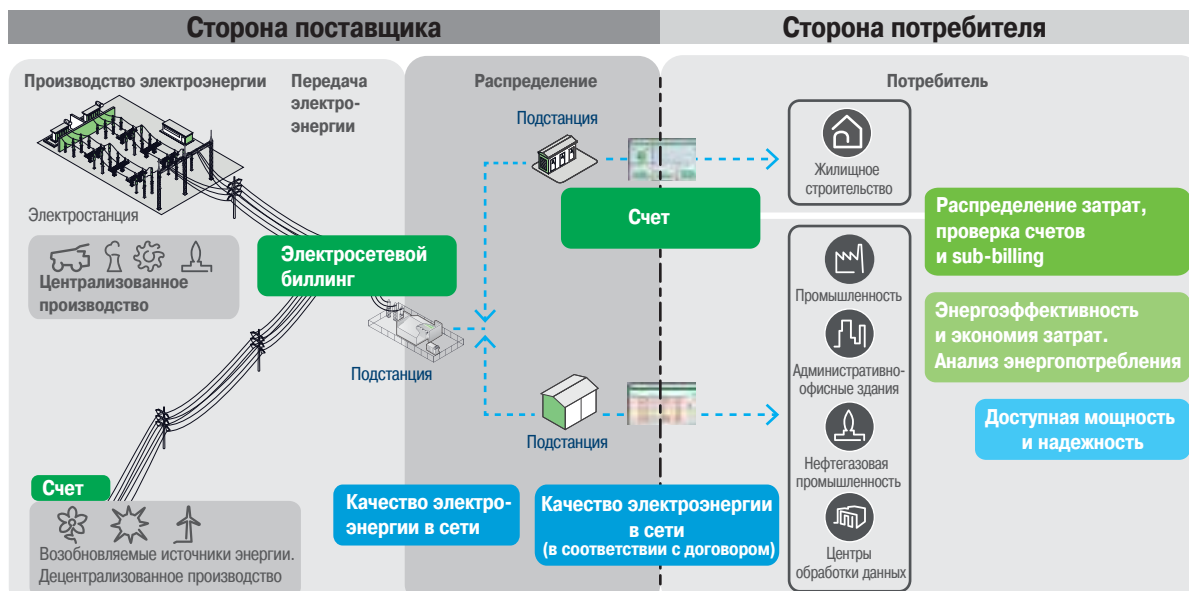 Сторона поставщика
Сторона потребителя
Производство электроэнергии
Передача
электро-
энергии
Распределение
Потребитель
Подстанция
Жилищное
строительство
Электростанция
Централизованное
производство
Электросетевой
биллинг
Счет
Распределение затрат,
проверка счетов
и sub-billing
Промышленность
Энергоэффективность
и экономия затрат.
Анализ энергопотребления
Подстанция
Административно-
офисные здания
Доступная мощность
и надежность
Подстанция
Нефтегазовая
промышленность
Счет
Возобновляемые источники энергии.
Децентрализованное производство
Качество электро-
энергии в сети
Качество электроэнергии
в сети
(в соответствии с договором)
Центры
обработки данных